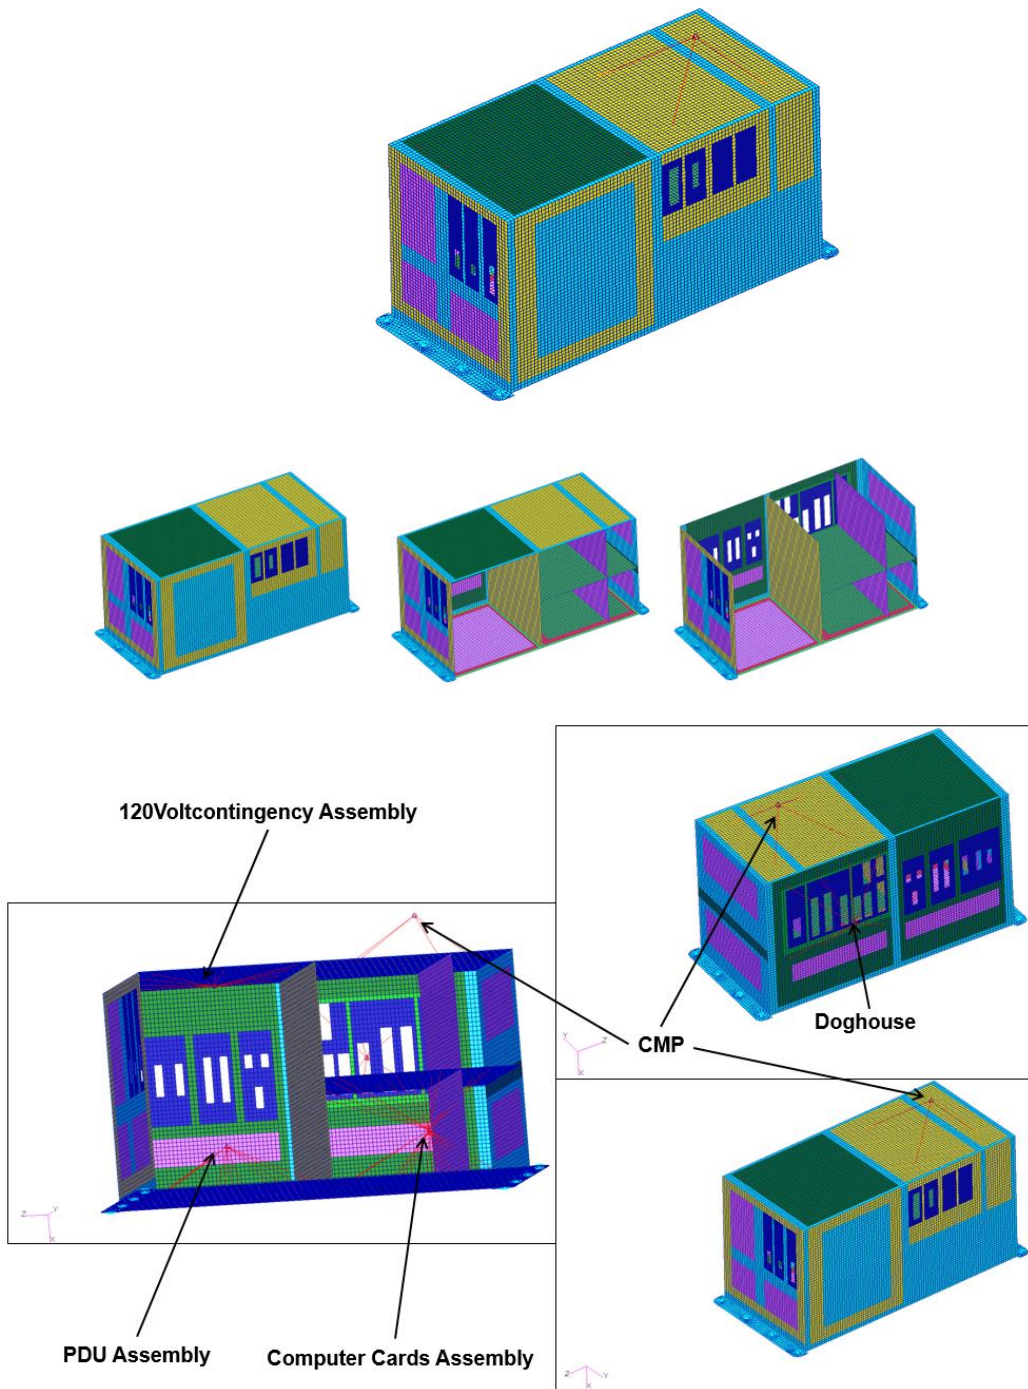 120Voltcontingency Assembly
Doghouse
CMP
Y
Z
X
Z
Y
X
PDU Assembly
Computer Cards Assembly
Z
Y
X